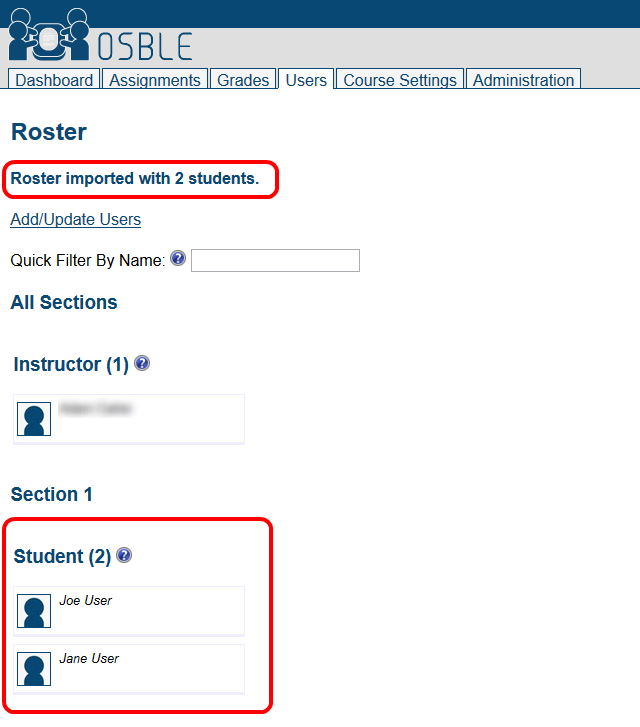 OSBLE
Dashboard Assignments Grades Users Course Settings Administration
Roster
Roster imported with 2 students.
Add/Update Users
Quick Filter By Name: ?
All Sections
Instructor (1) ?
Section 1
Student (2) ?
Joe User
Jane User